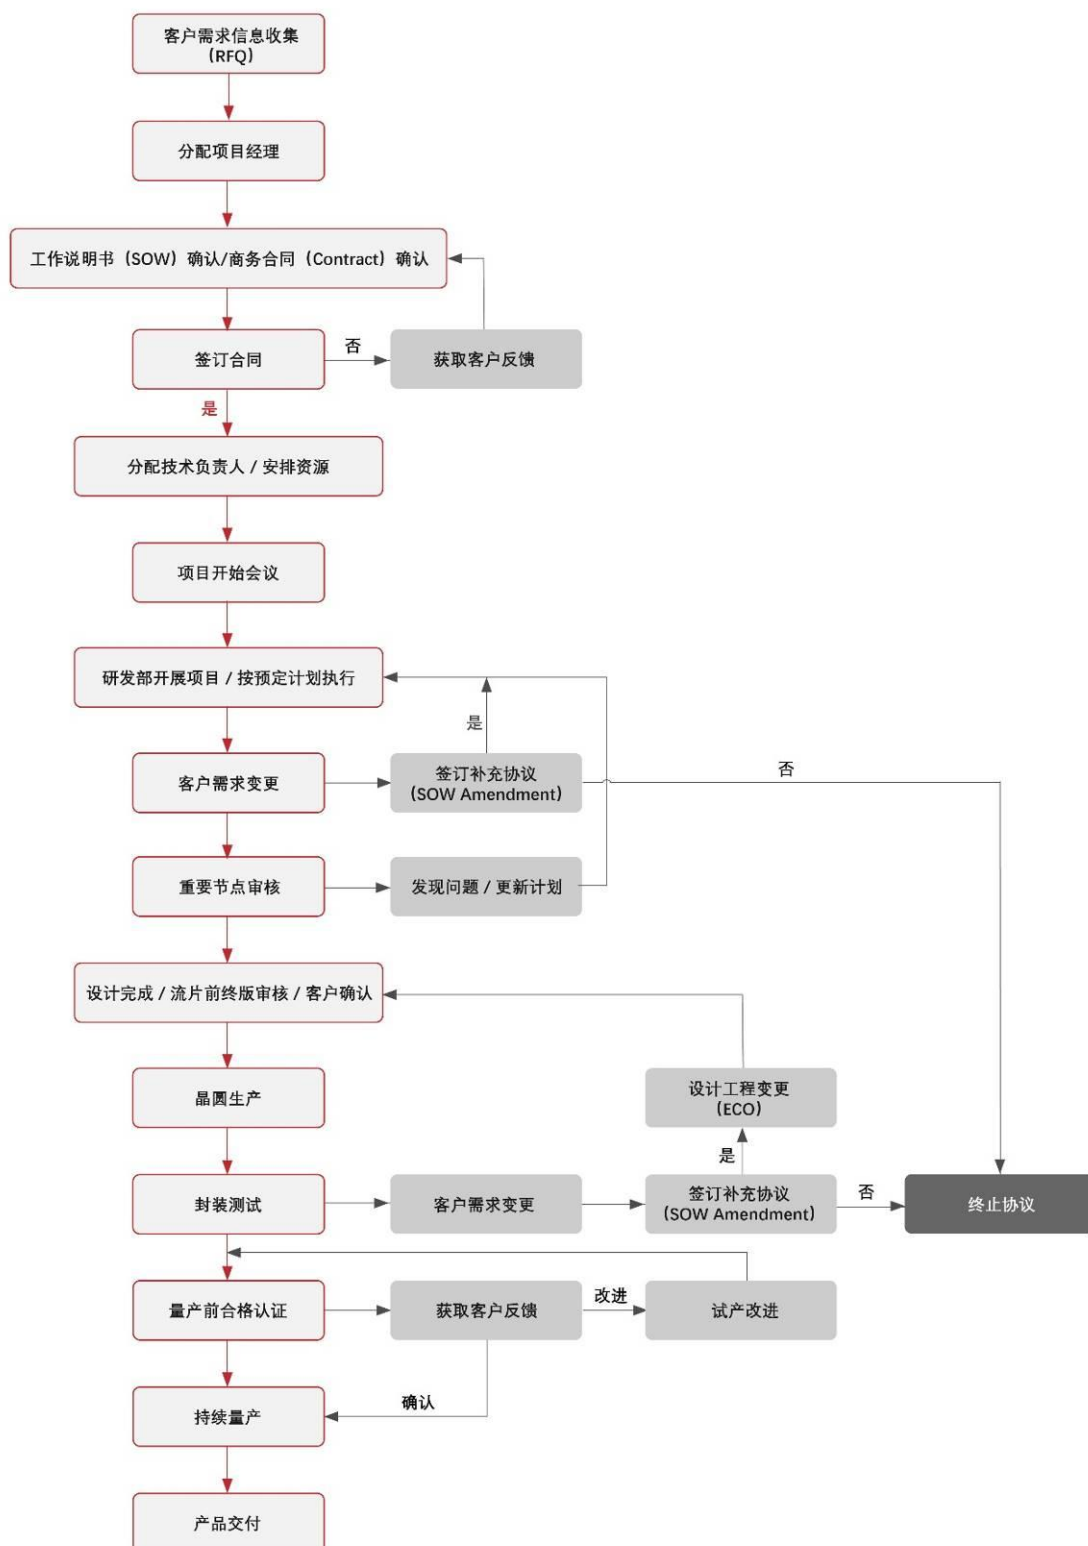 客户需求信息收集
（RFQ）
分配项目经理
工作说明书（SOW）确认/商务合同（Contract）确认
签订合同
否
获取客户反馈
是
分配技术负责人 / 安排资源
项目开始会议
研发部开展项目 / 按预定计划执行
是
客户需求变更
签订补充协议
（SOW Amendment）
否
重要节点审核
发现问题 / 更新计划
设计完成 / 流片前终版审核 / 客户确认
晶圆生产
设计工程变更
（ECO）
是
封装测试
客户需求变更
签订补充协议
（SOW Amendment）
否
终止协议
量产前合格认证
获取客户反馈
改进
试产改进
确认
持续量产
产品交付